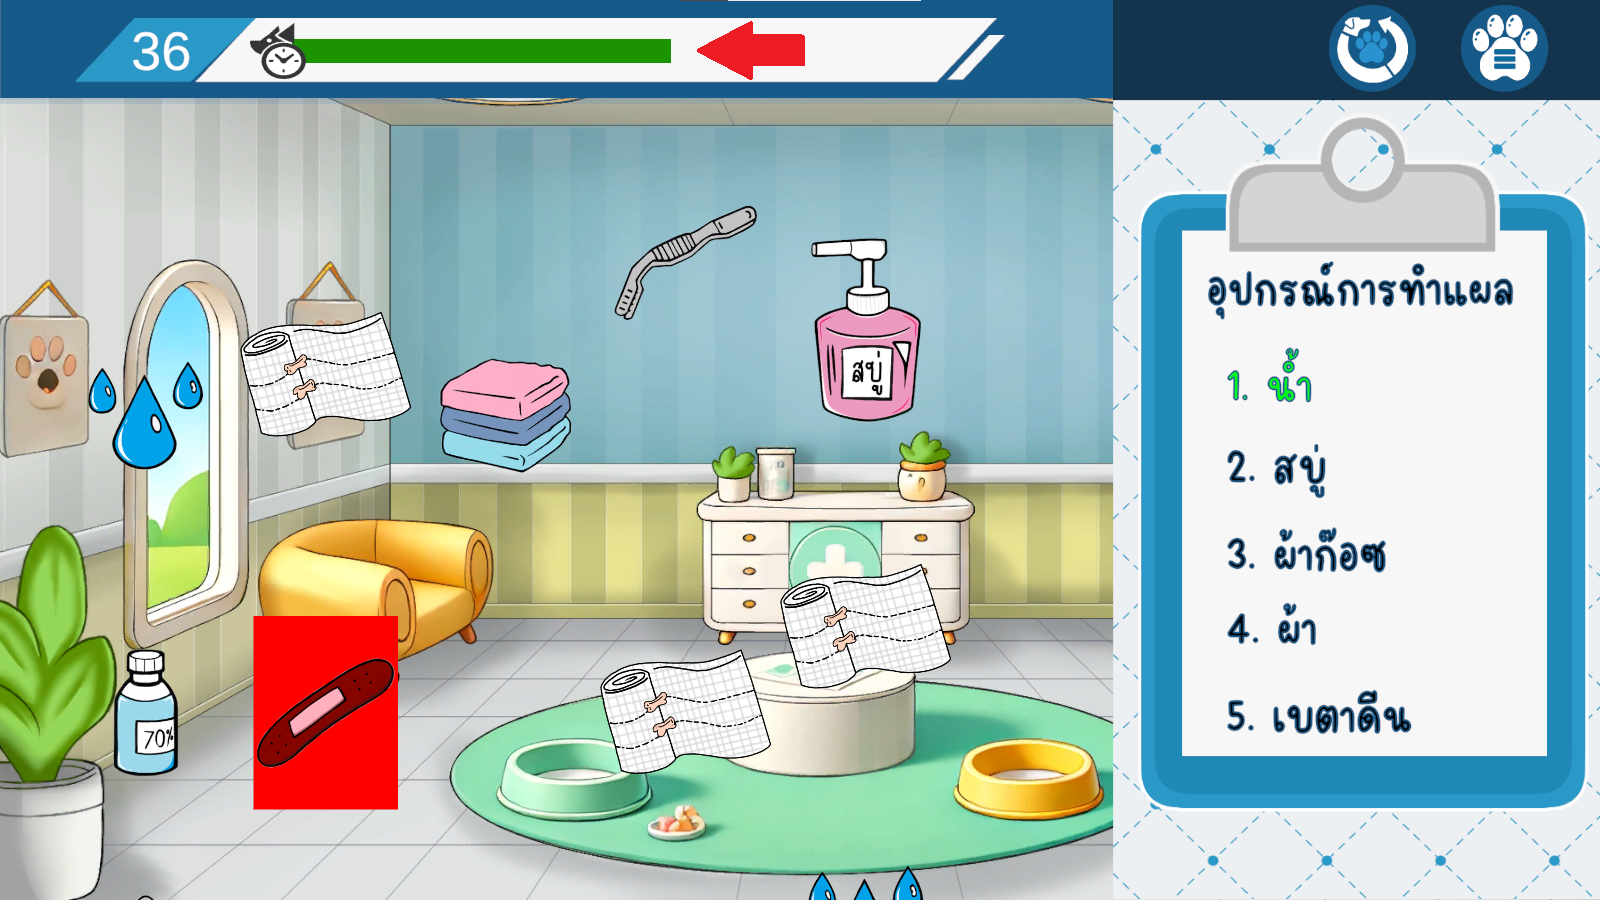 36
อุปกรณ์การทำแผล
1. น้ำ
2. สบู่
3. ผ้าก๊อซ
4. ผ้า
5. เบตาดีน
สบู่
70%